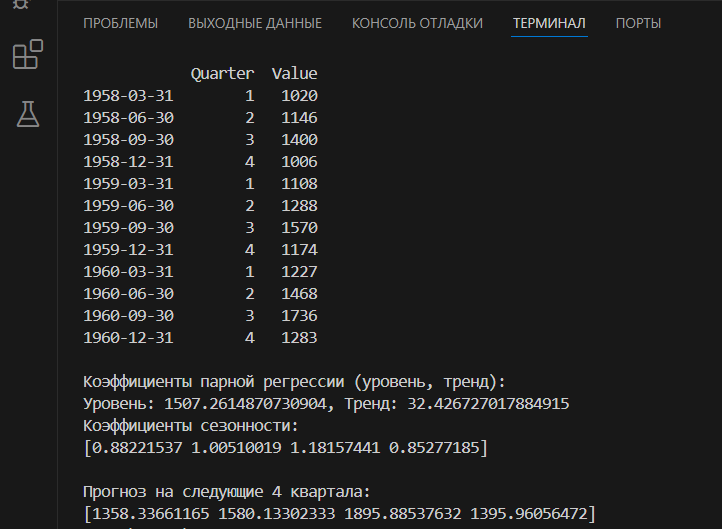 ПРОБЛЕМЫ ВЫХОДНЫЕ ДАННЫЕ КОНСОЛЬ ОТЛАДКИ ТЕРМИНАЛ ПОРТЫ
Quarter Value
1958-03-31 1 1020
1958-06-30 2 1146
1958-09-30 3 1400
1958-12-31 4 1006
1959-03-31 1 1108
1959-06-30 2 1288
1959-09-30 3 1570
1959-12-31 4 1174
1960-03-31 1 1227
1960-06-30 2 1468
1960-09-30 3 1736
1960-12-31 4 1283
Коэффициенты парной регрессии (уровень, тренд):
Уровень: 1507.2614870730904, Тренд: 32.426727017884915
Коэффициенты сезонности:
[0.88221537 1.00510019 1.18157441 0.85277185]
Прогноз на следующие 4 квартала:
[1358.33661165 1580.13302333 1895.88537632 1395.96056472]